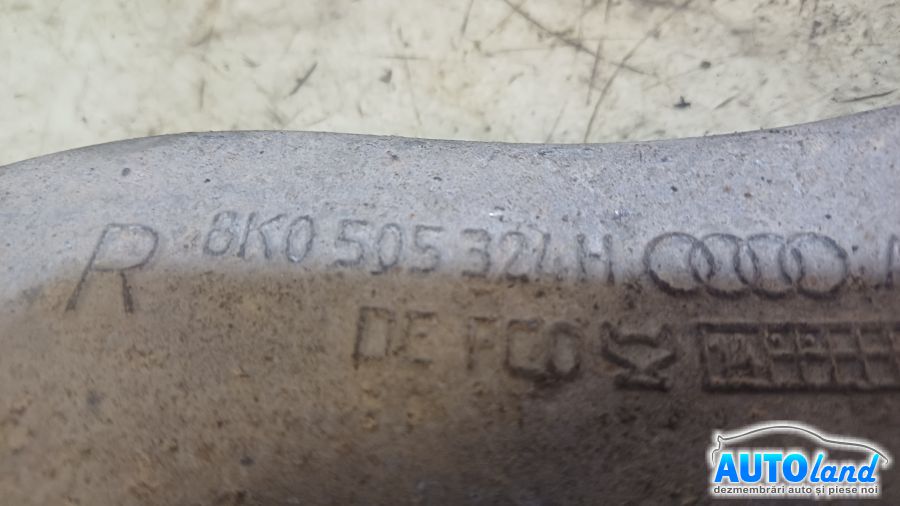 R 8K0 505 324 H
DE FCO
AUTOland
dezmembrări auto și piese noi